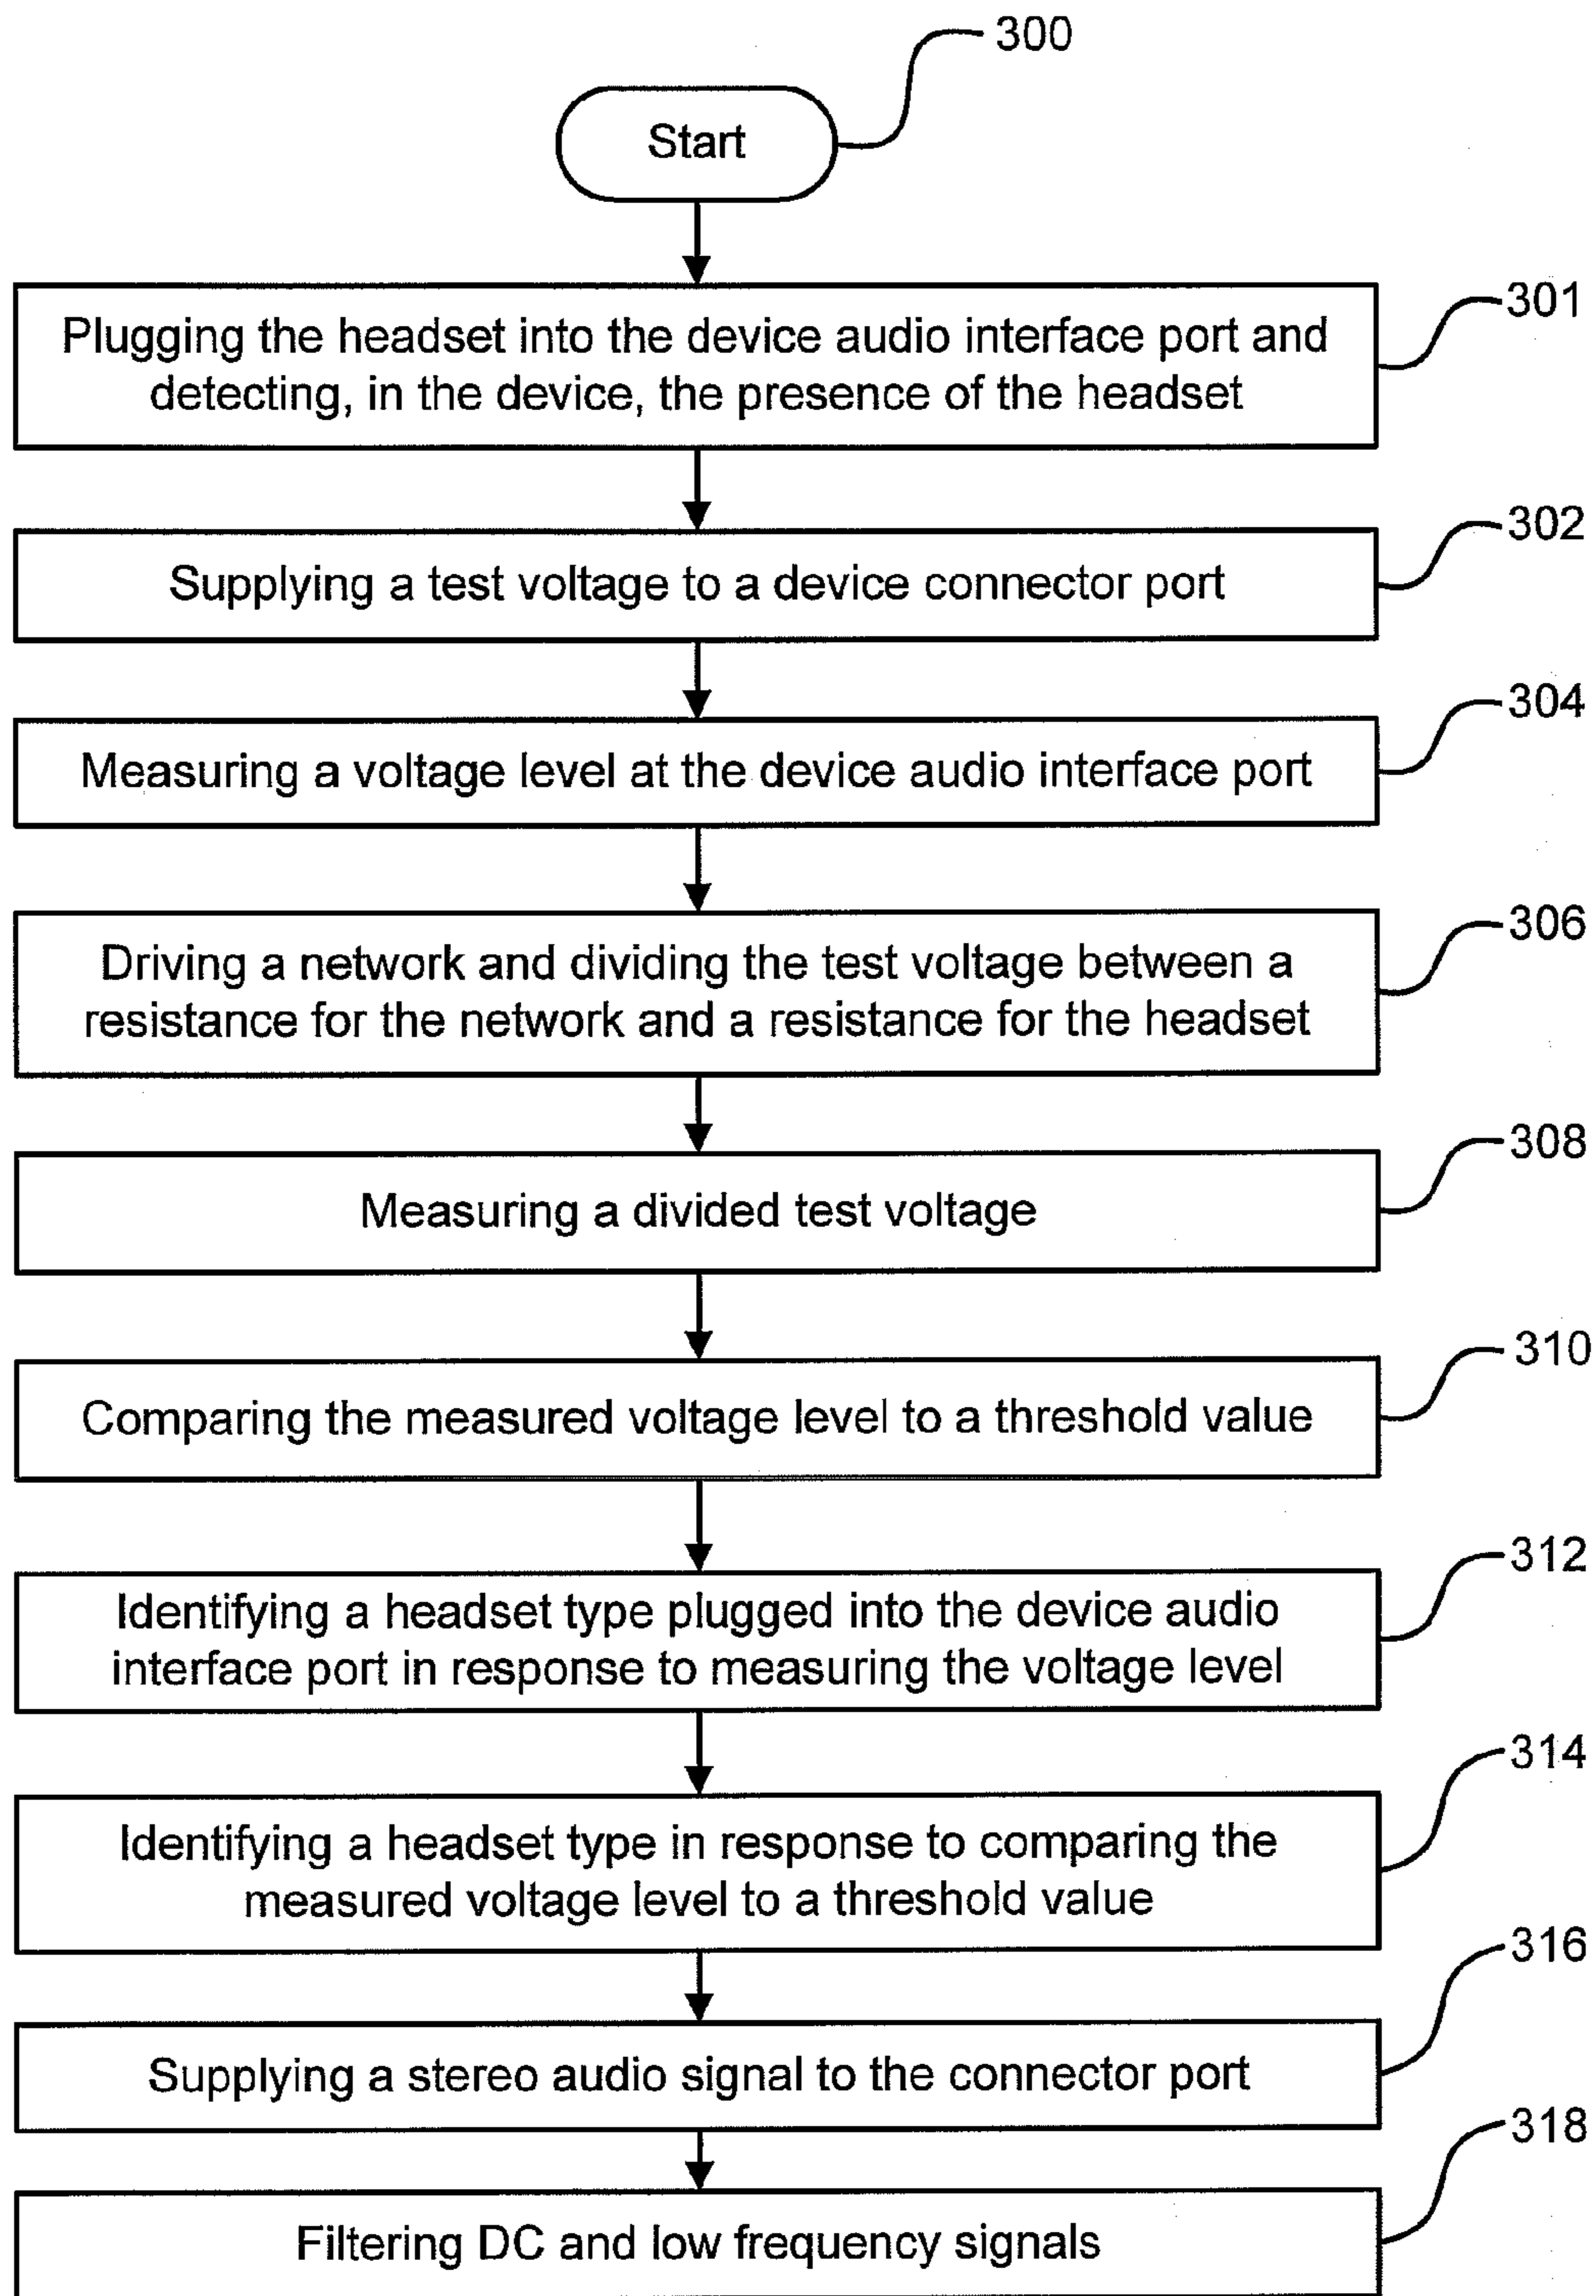 300
Start
301
Plugging the headset into the device audio interface port and
detecting, in the device, the presence of the headset
302
Supplying a test voltage to a device connector port
304
Measuring a voltage level at the device audio interface port
306
Driving a network and dividing the test voltage between a
resistance for the network and a resistance for the headset
308
Measuring a divided test voltage
310
Comparing the measured voltage level to a threshold value
312
Identifying a headset type plugged into the device audio
interface port in response to measuring the voltage level
314
Identifying a headset type in response to comparing the
measured voltage level to a threshold value
316
Supplying a stereo audio signal to the connector port
318
Filtering DC and low frequency signals